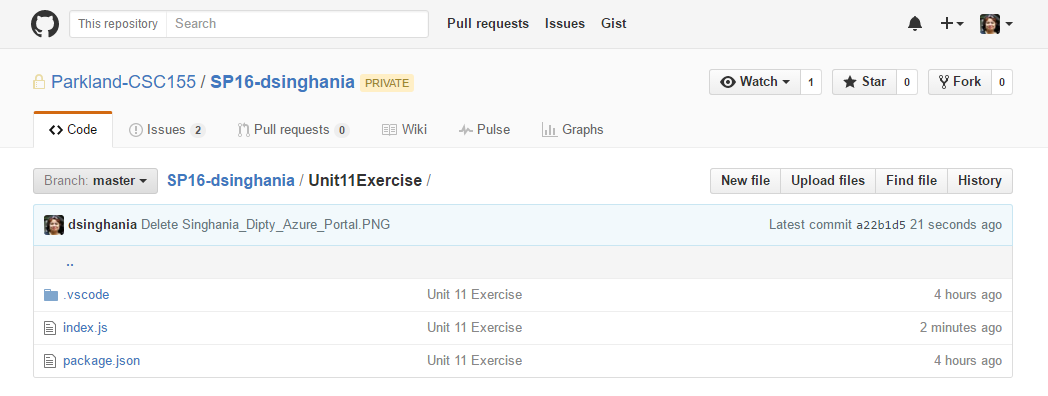 This repository Search Pull requests Issues Gist
Parkland-CSC155 / SP16-dsinghania PRIVATE Watch 1 Star 0 Fork 0
Code Issues 2 Pull requests 0 Wiki Pulse Graphs
Branch: master SP16-dsinghania / Unit11Exercise / New file Upload files Find file History
dsinghania Delete Singhania_Dipty_Azure_Portal.PNG Latest commit a22b1d5 21 seconds ago
..
.vscode Unit 11 Exercise 4 hours ago
index.js Unit 11 Exercise 2 minutes ago
package.json Unit 11 Exercise 4 hours ago